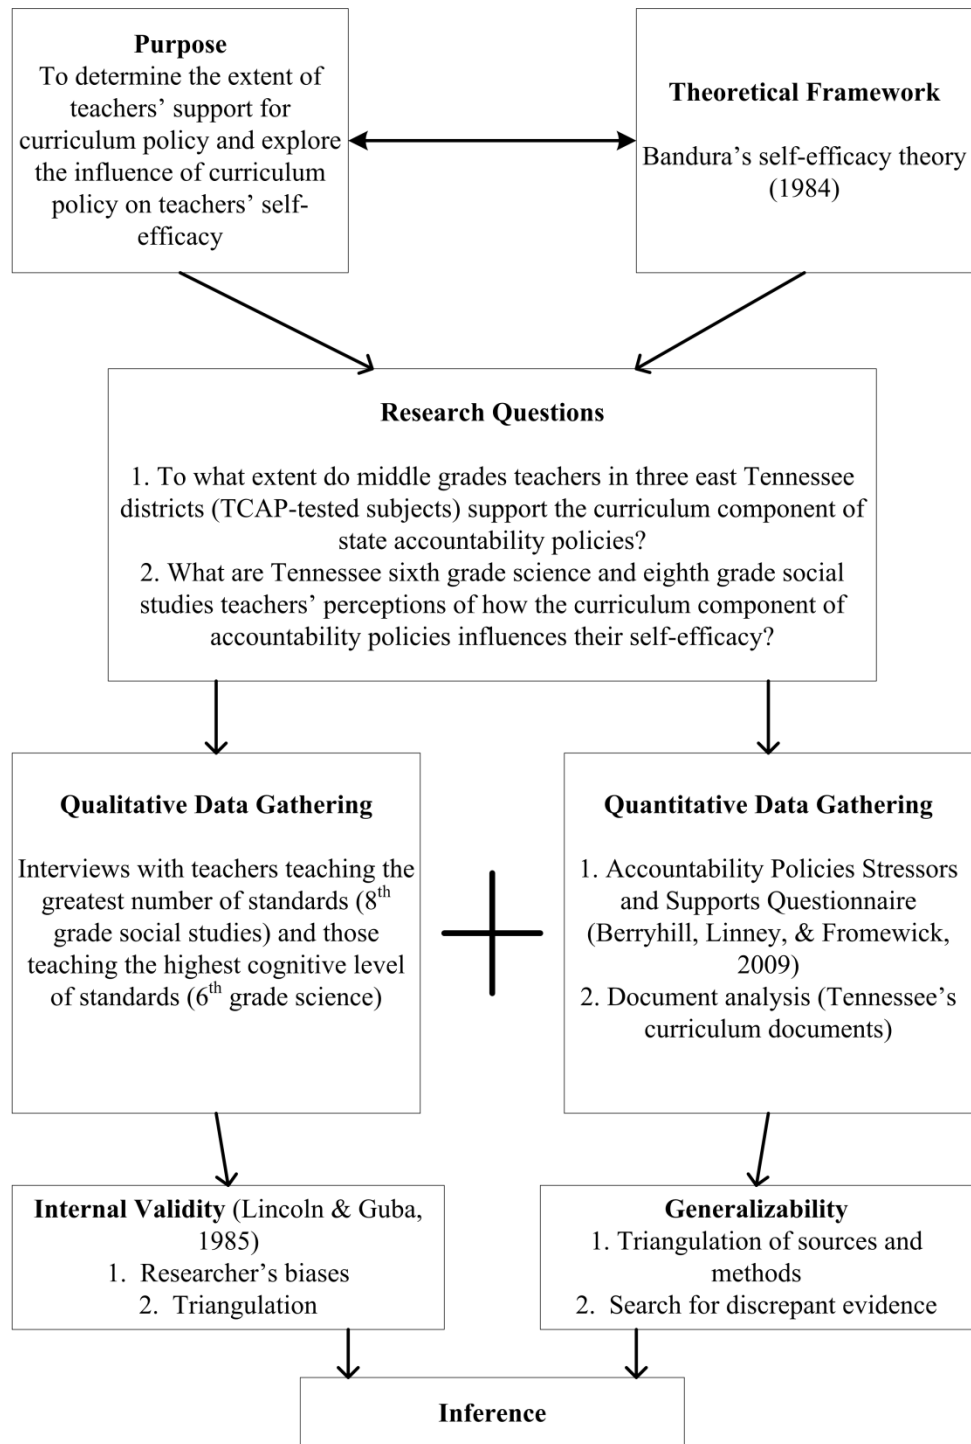 Purpose
To determine the extent of
teachers’ support for
curriculum policy and explore
the influence of curriculum
policy on teachers’ self-
efficacy
Theoretical Framework
Bandura’s self-efficacy theory
(1984)
Research Questions
1. To what extent do middle grades teachers in three east Tennessee
districts (TCAP-tested subjects) support the curriculum component of
state accountability policies?
2. What are Tennessee sixth grade science and eighth grade social
studies teachers’ perceptions of how the curriculum component of
accountability policies influences their self-efficacy?
Qualitative Data Gathering
Interviews with teachers teaching the
greatest number of standards (8th
grade social studies) and those
teaching the highest cognitive level
of standards (6th grade science)
Quantitative Data Gathering
1. Accountability Policies Stressors
and Supports Questionnaire
(Berryhill, Linney, & Fromewick,
2009)
2. Document analysis (Tennessee’s
curriculum documents)
Internal Validity (Lincoln & Guba,
1985)
1. Researcher’s biases
2. Triangulation
Generalizability
1. Triangulation of sources and
methods
2. Search for discrepant evidence
Inference